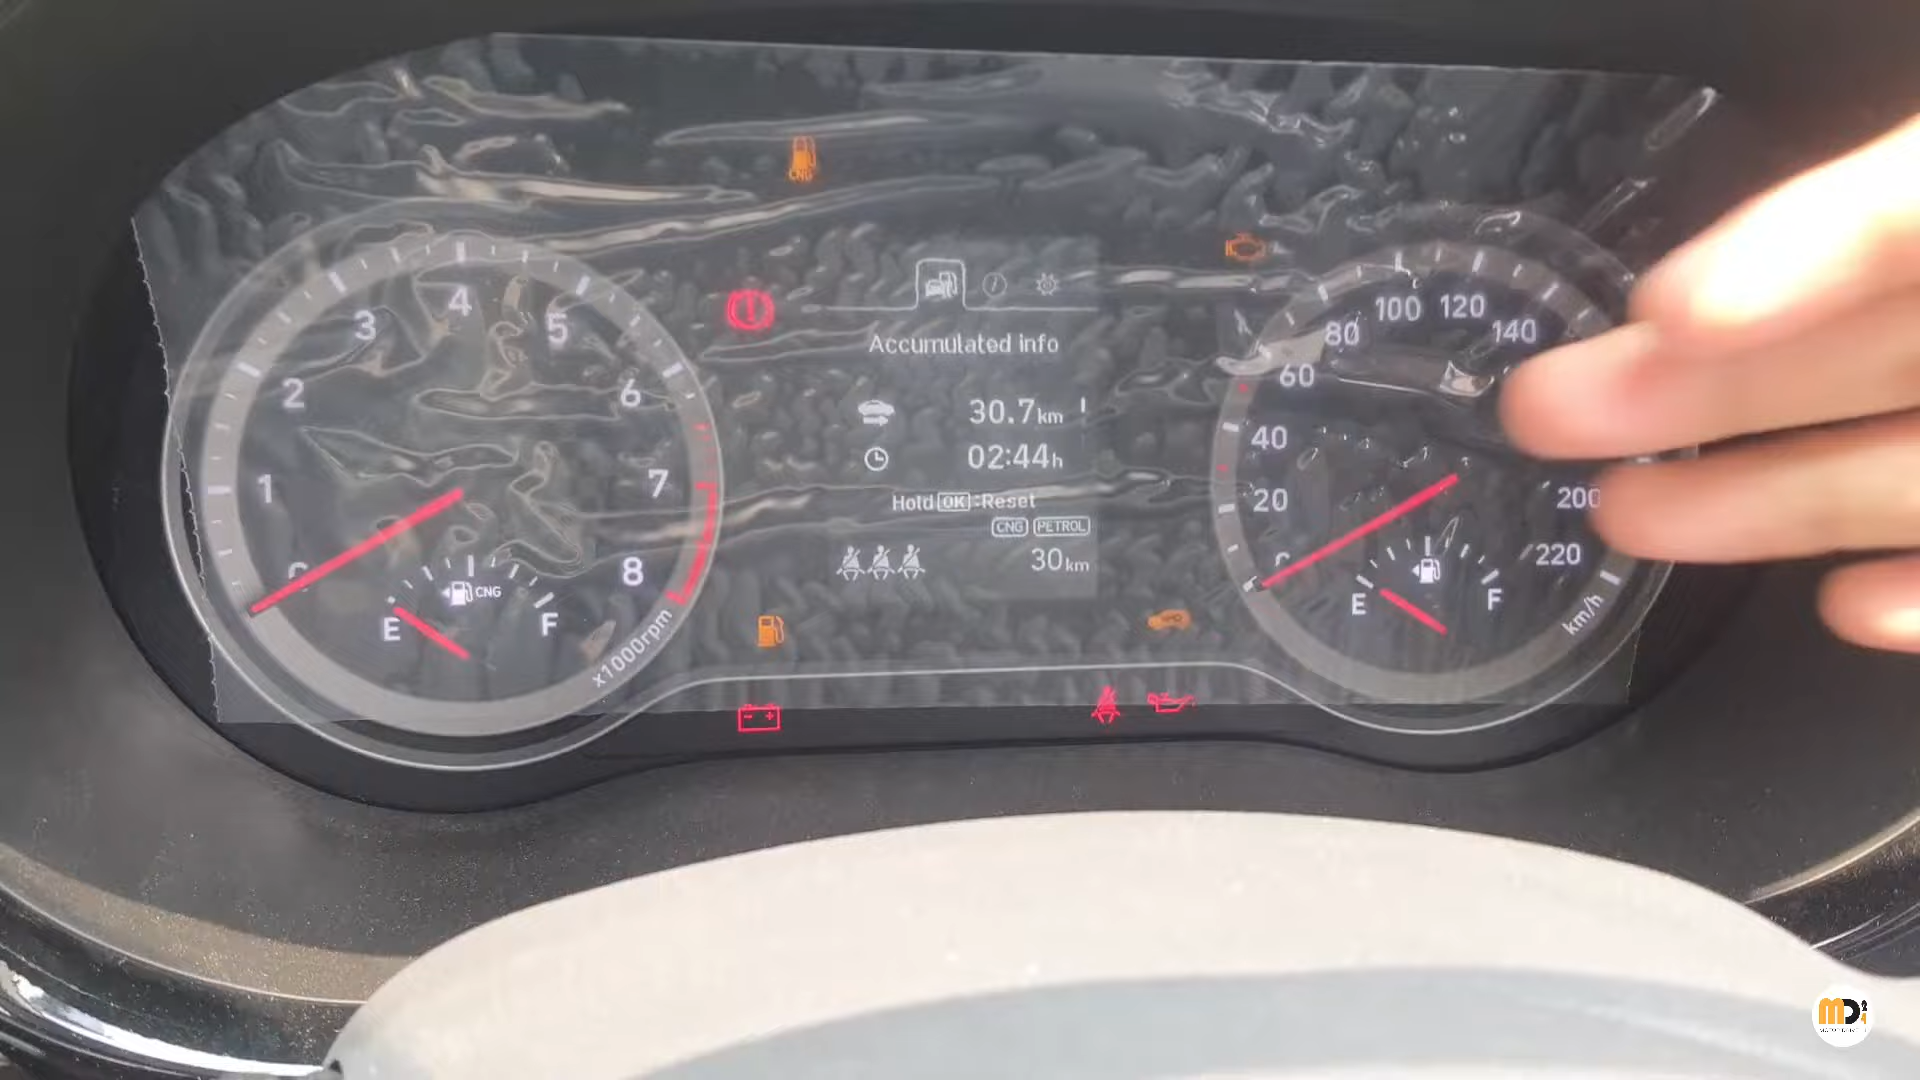 CNG
4
3
5
2
6
1
7
8
CNG
E
F
x1000rpm
Accumulated info
30.7km
02:44h
Hold OK :Reset
CNG PETROL
30km
100
120
80
140
60
40
20
200
220
E
F
km/h
MD